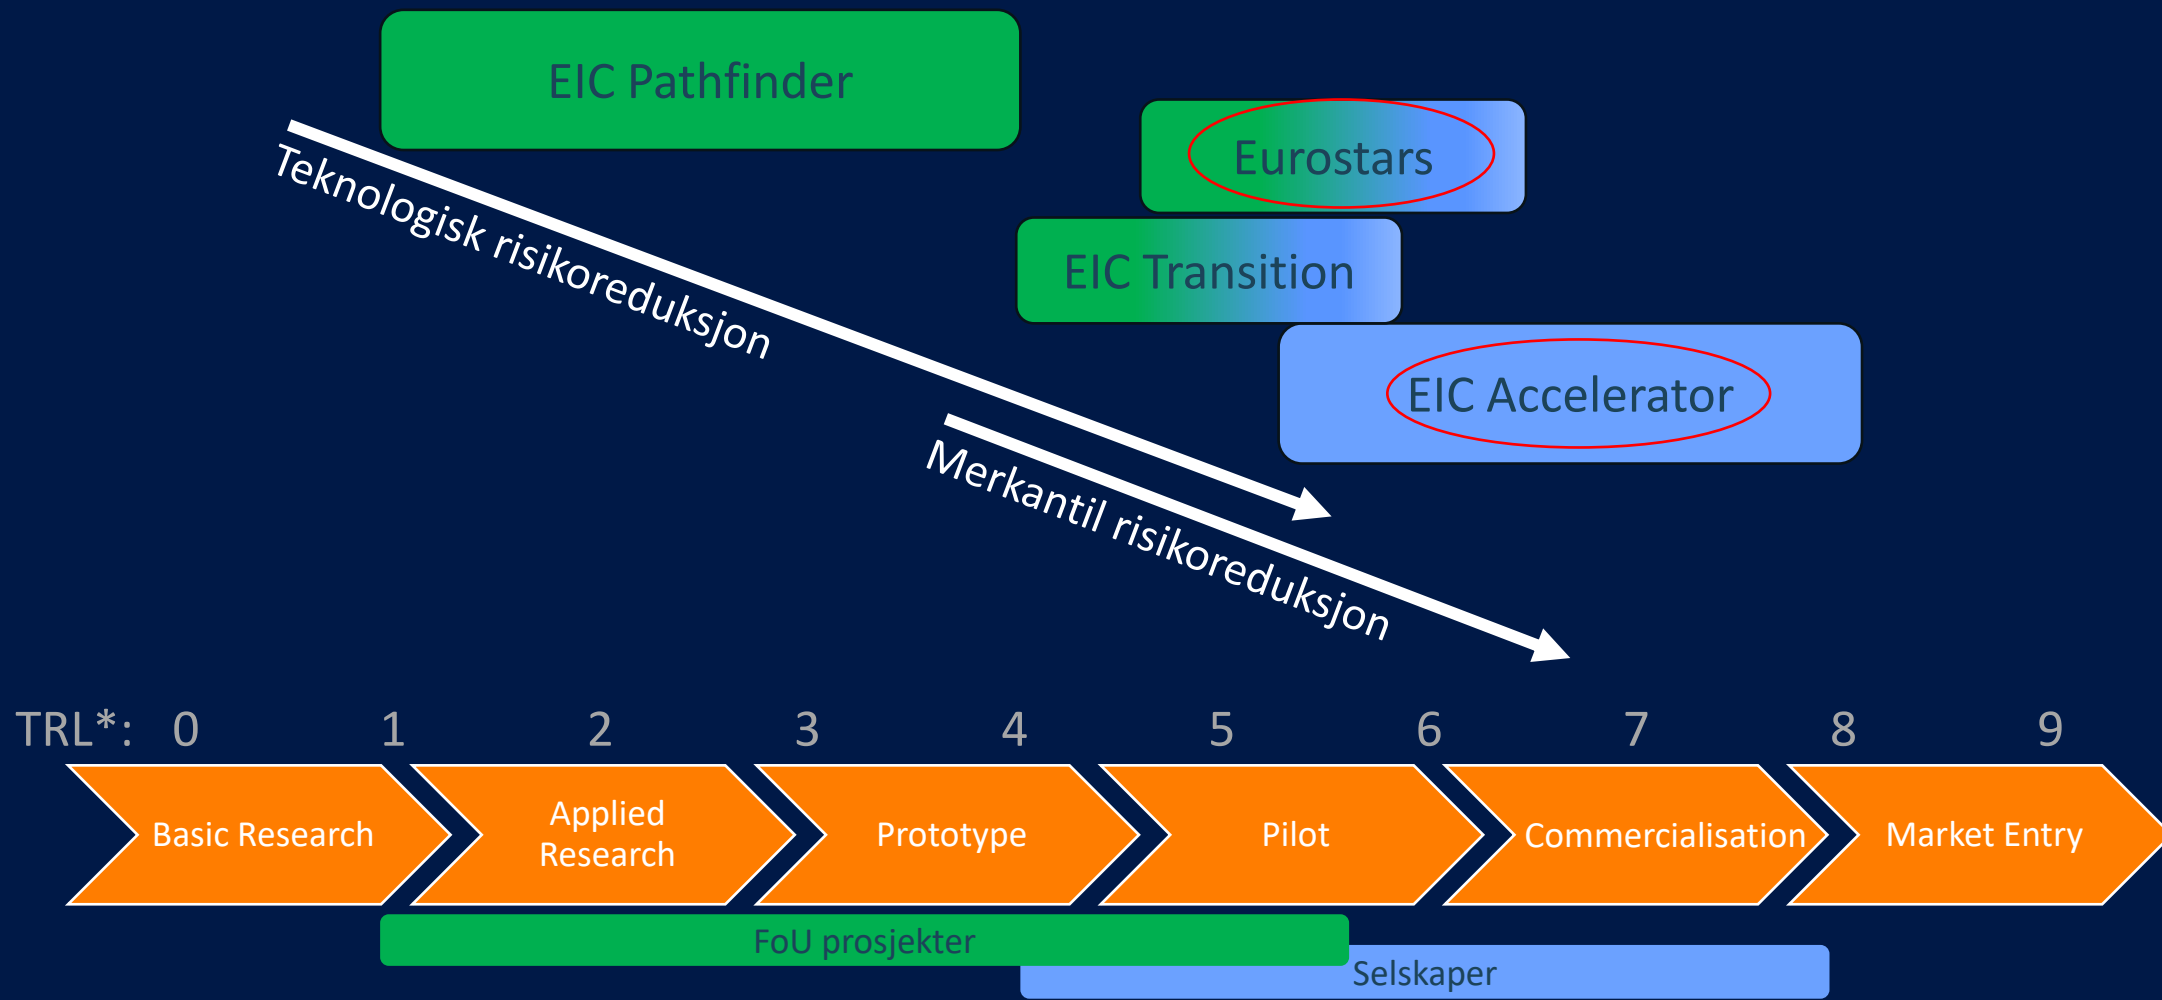 EIC Pathfinder
Eurostars
EIC Transition
EIC Accelerator
Teknologisk risikoreduksjon
Merkantil risikoreduksjon
TRL*: 0 1 2 3 4 5 6 7 8 9
Basic Research
Applied
Research
Prototype
Pilot
Commercialisation
Market Entry
FoU prosjekter
Selskaper